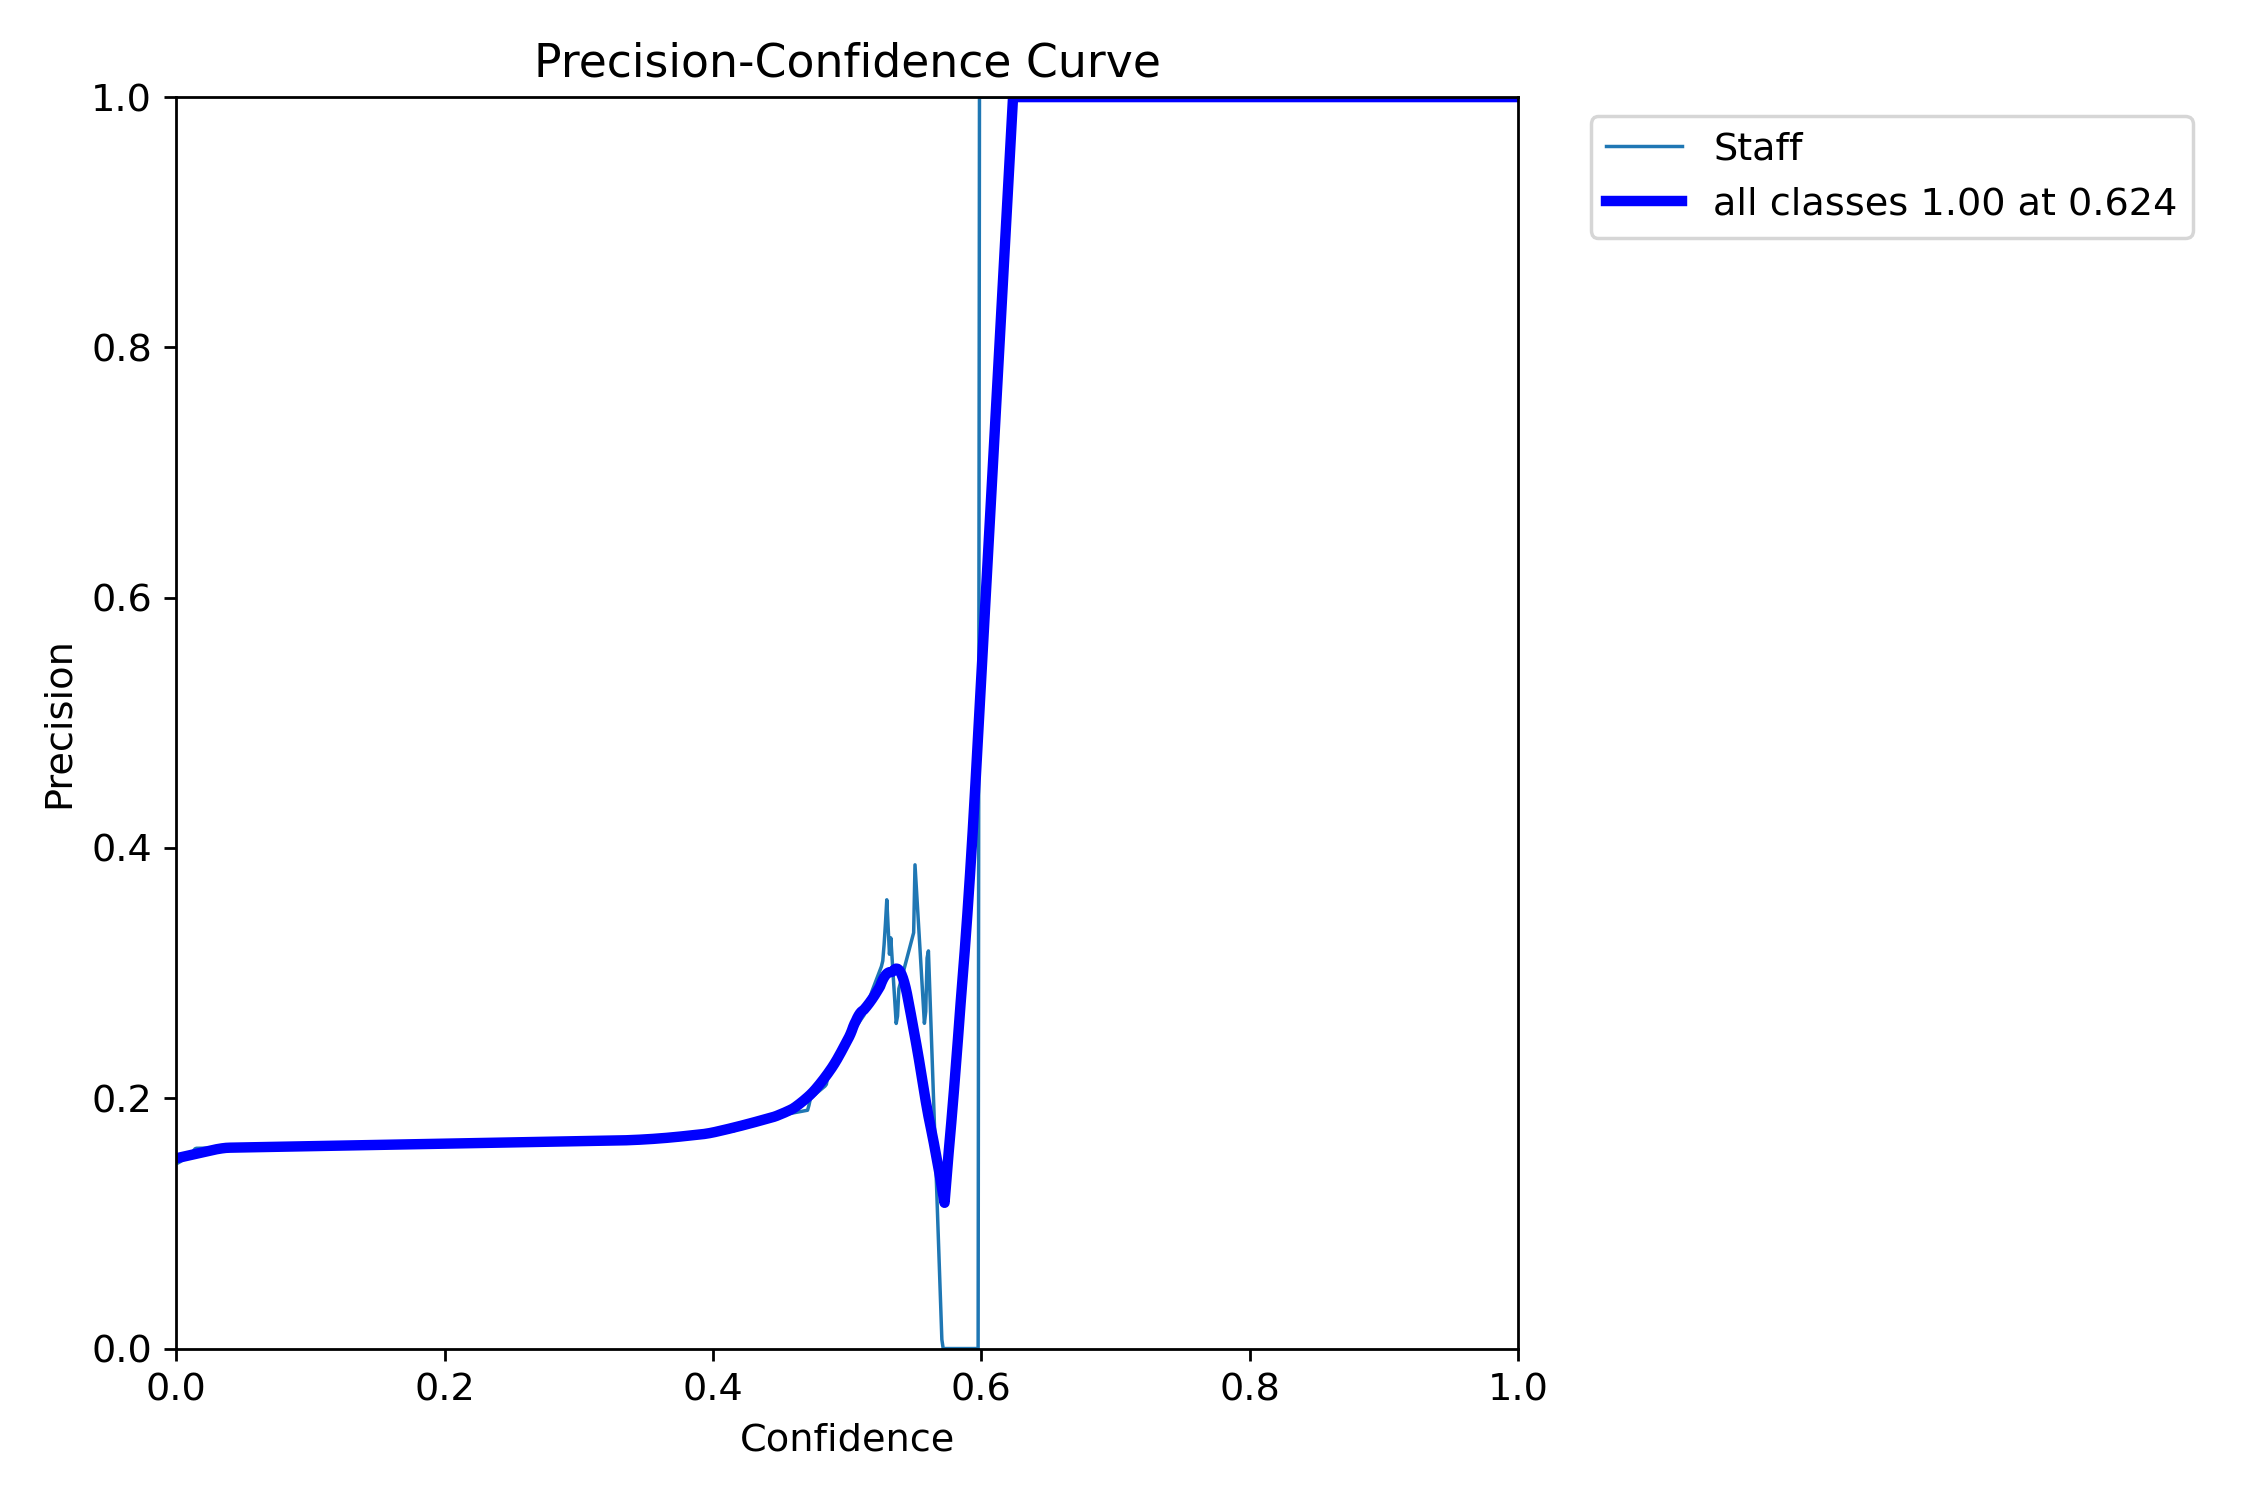 Precision-Confidence Curve
1.0
0.8
0.6
0.4
0.2
0.0
Precision
0.0 0.2 0.4 0.6 0.8 1.0
Confidence
Staff
all classes 1.00 at 0.624